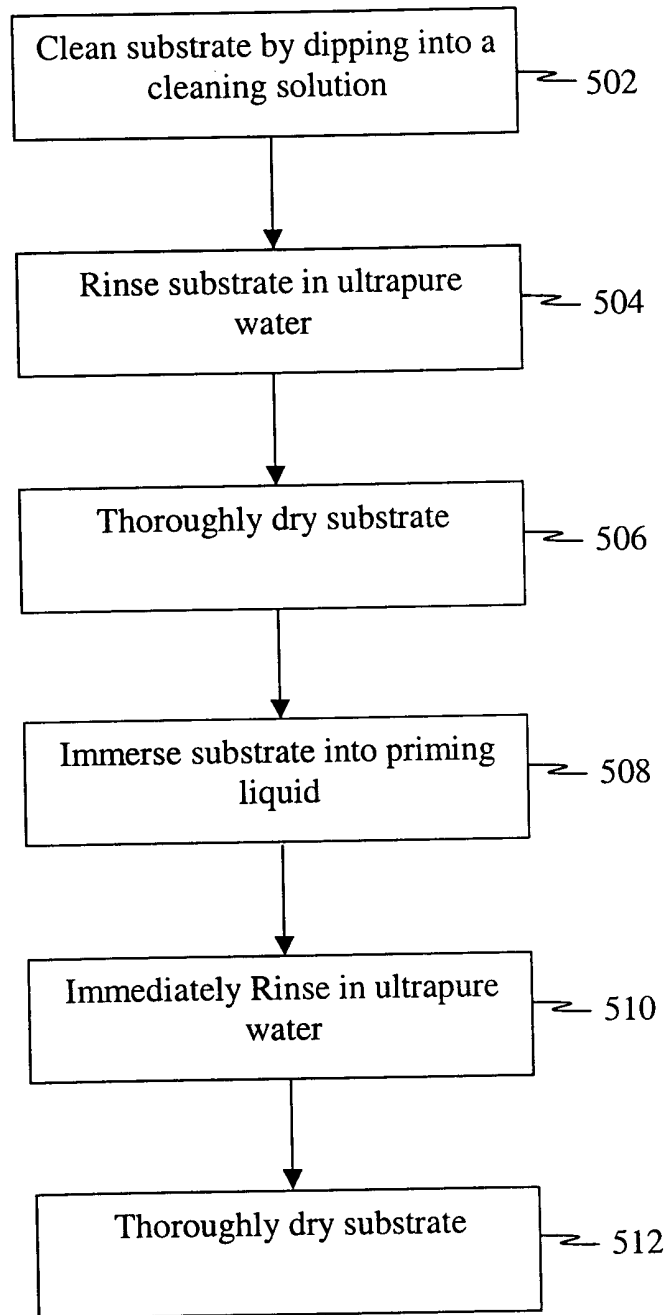 Clean substrate by dipping into a
cleaning solution
502
Rinse substrate in ultrapure
water
504
Thoroughly dry substrate
506
Immerse substrate into priming
liquid
508
Immediately Rinse in ultrapure
water
510
Thoroughly dry substrate
512